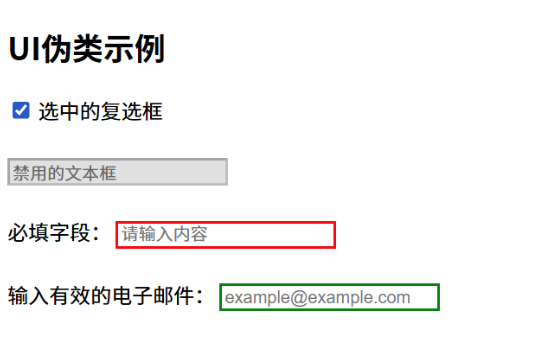 UI伪类示例
选中的复选框
禁用的文本框
必填字段： 请输入内容
输入有效的电子邮件： example@example.com